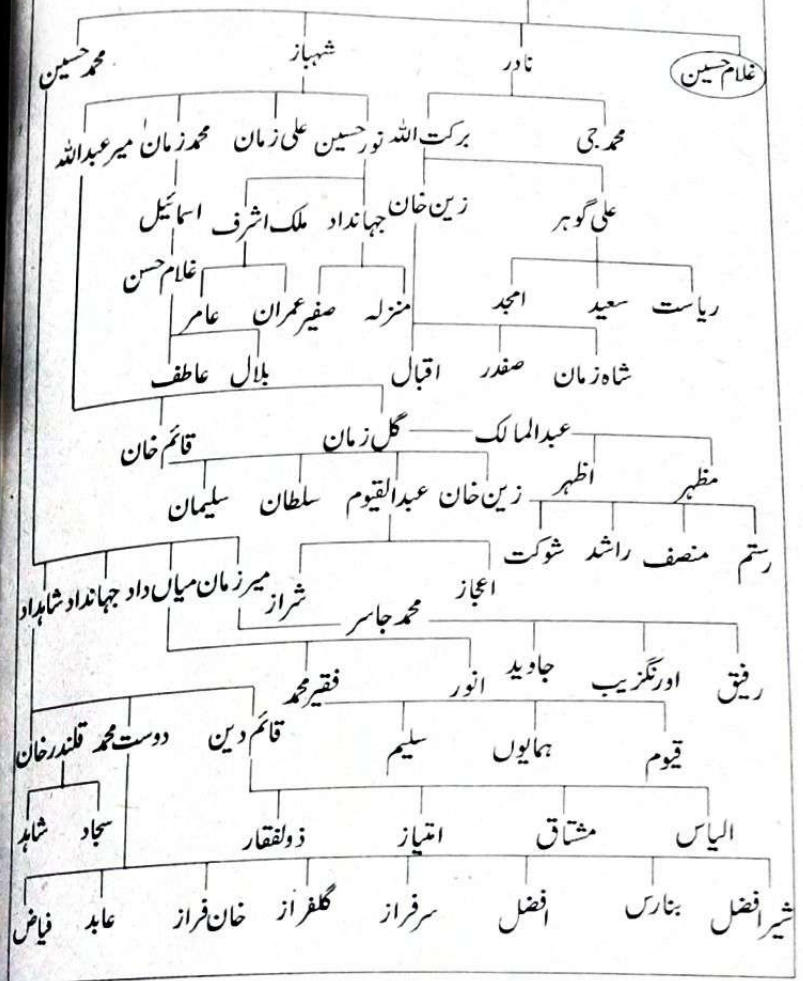 غلام حسین نادر شہباز محمد حسین
محمد جی برکت اللہ نور حسین علی زمان محمد زمان میر عبداللہ
علی گوہر زین خان جہانداد ملک اشرف اسمائیل
غلام حسن
ریاست سعید امجد منزلہ صفیر عمران عامر
شاہ زمان صفدر اقبال بلال عاطف
عبدالمالک گل زمان قائم خان
مظہر اظہر
زین خان عبدالقیوم سلطان سلیمان
رستم منصف راشد شوکت
اعجاز شراز میر زمان میاں داد جہانداد شاہداد
محمد جاسر
رفیق اورنگزیب جاوید انور فقیر محمد
قیوم ہمایوں سلیم قائم دین دوست محمد قلندر خان
الیاس مشتاق امتیاز ذولفقار سجاد شاہد
شیر افضل بنارس افضل سرفراز گلفراز خان فراز عابد فیاض